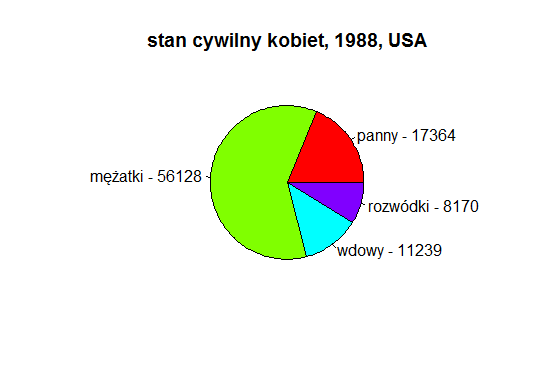 stan cywilny kobiet, 1988, USA
panny - 17364
mężatki - 56128
rozwódki - 8170
wdowy - 11239